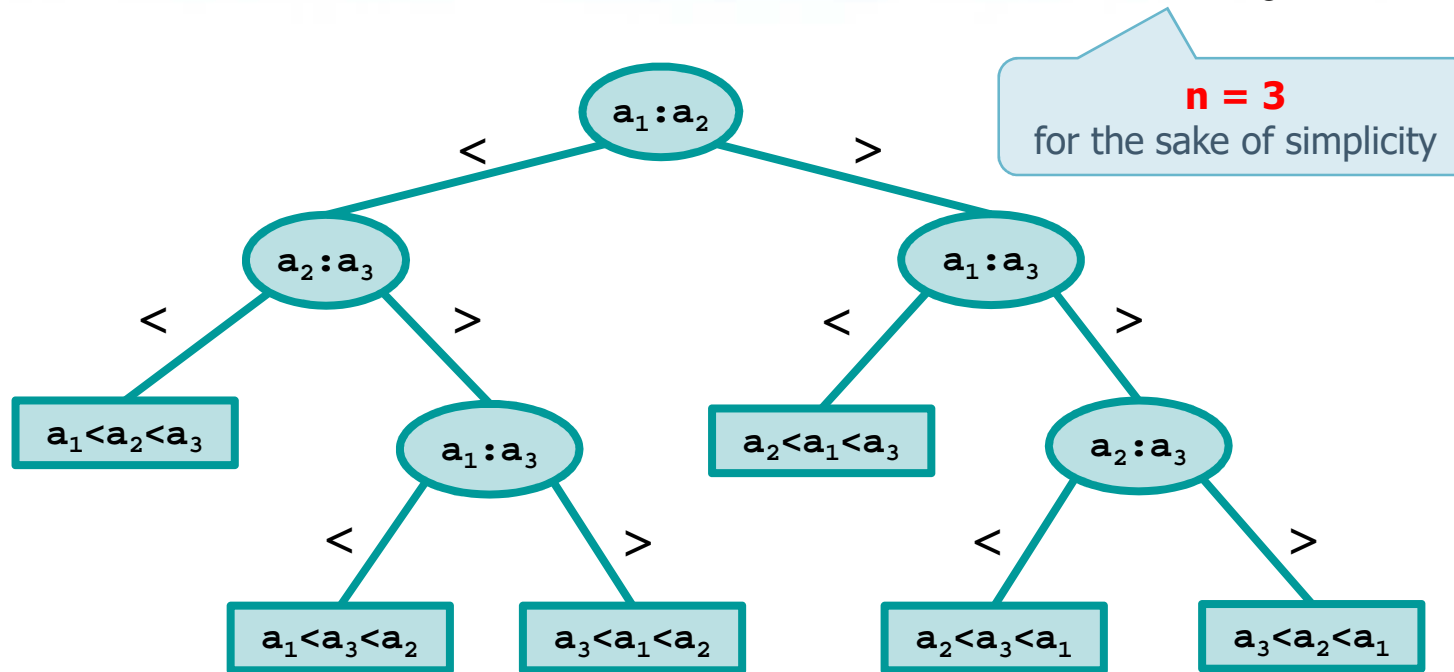 n = 3
for the sake of simplicity
a₁:a₂
<
>
a₂:a₃
a₁:a₃
<
>
<
>
a₁<a₂<a₃
a₁:a₃
a₂<a₁<a₃
a₂:a₃
<
>
<
>
a₁<a₃<a₂
a₃<a₁<a₂
a₂<a₃<a₁
a₃<a₂<a₁